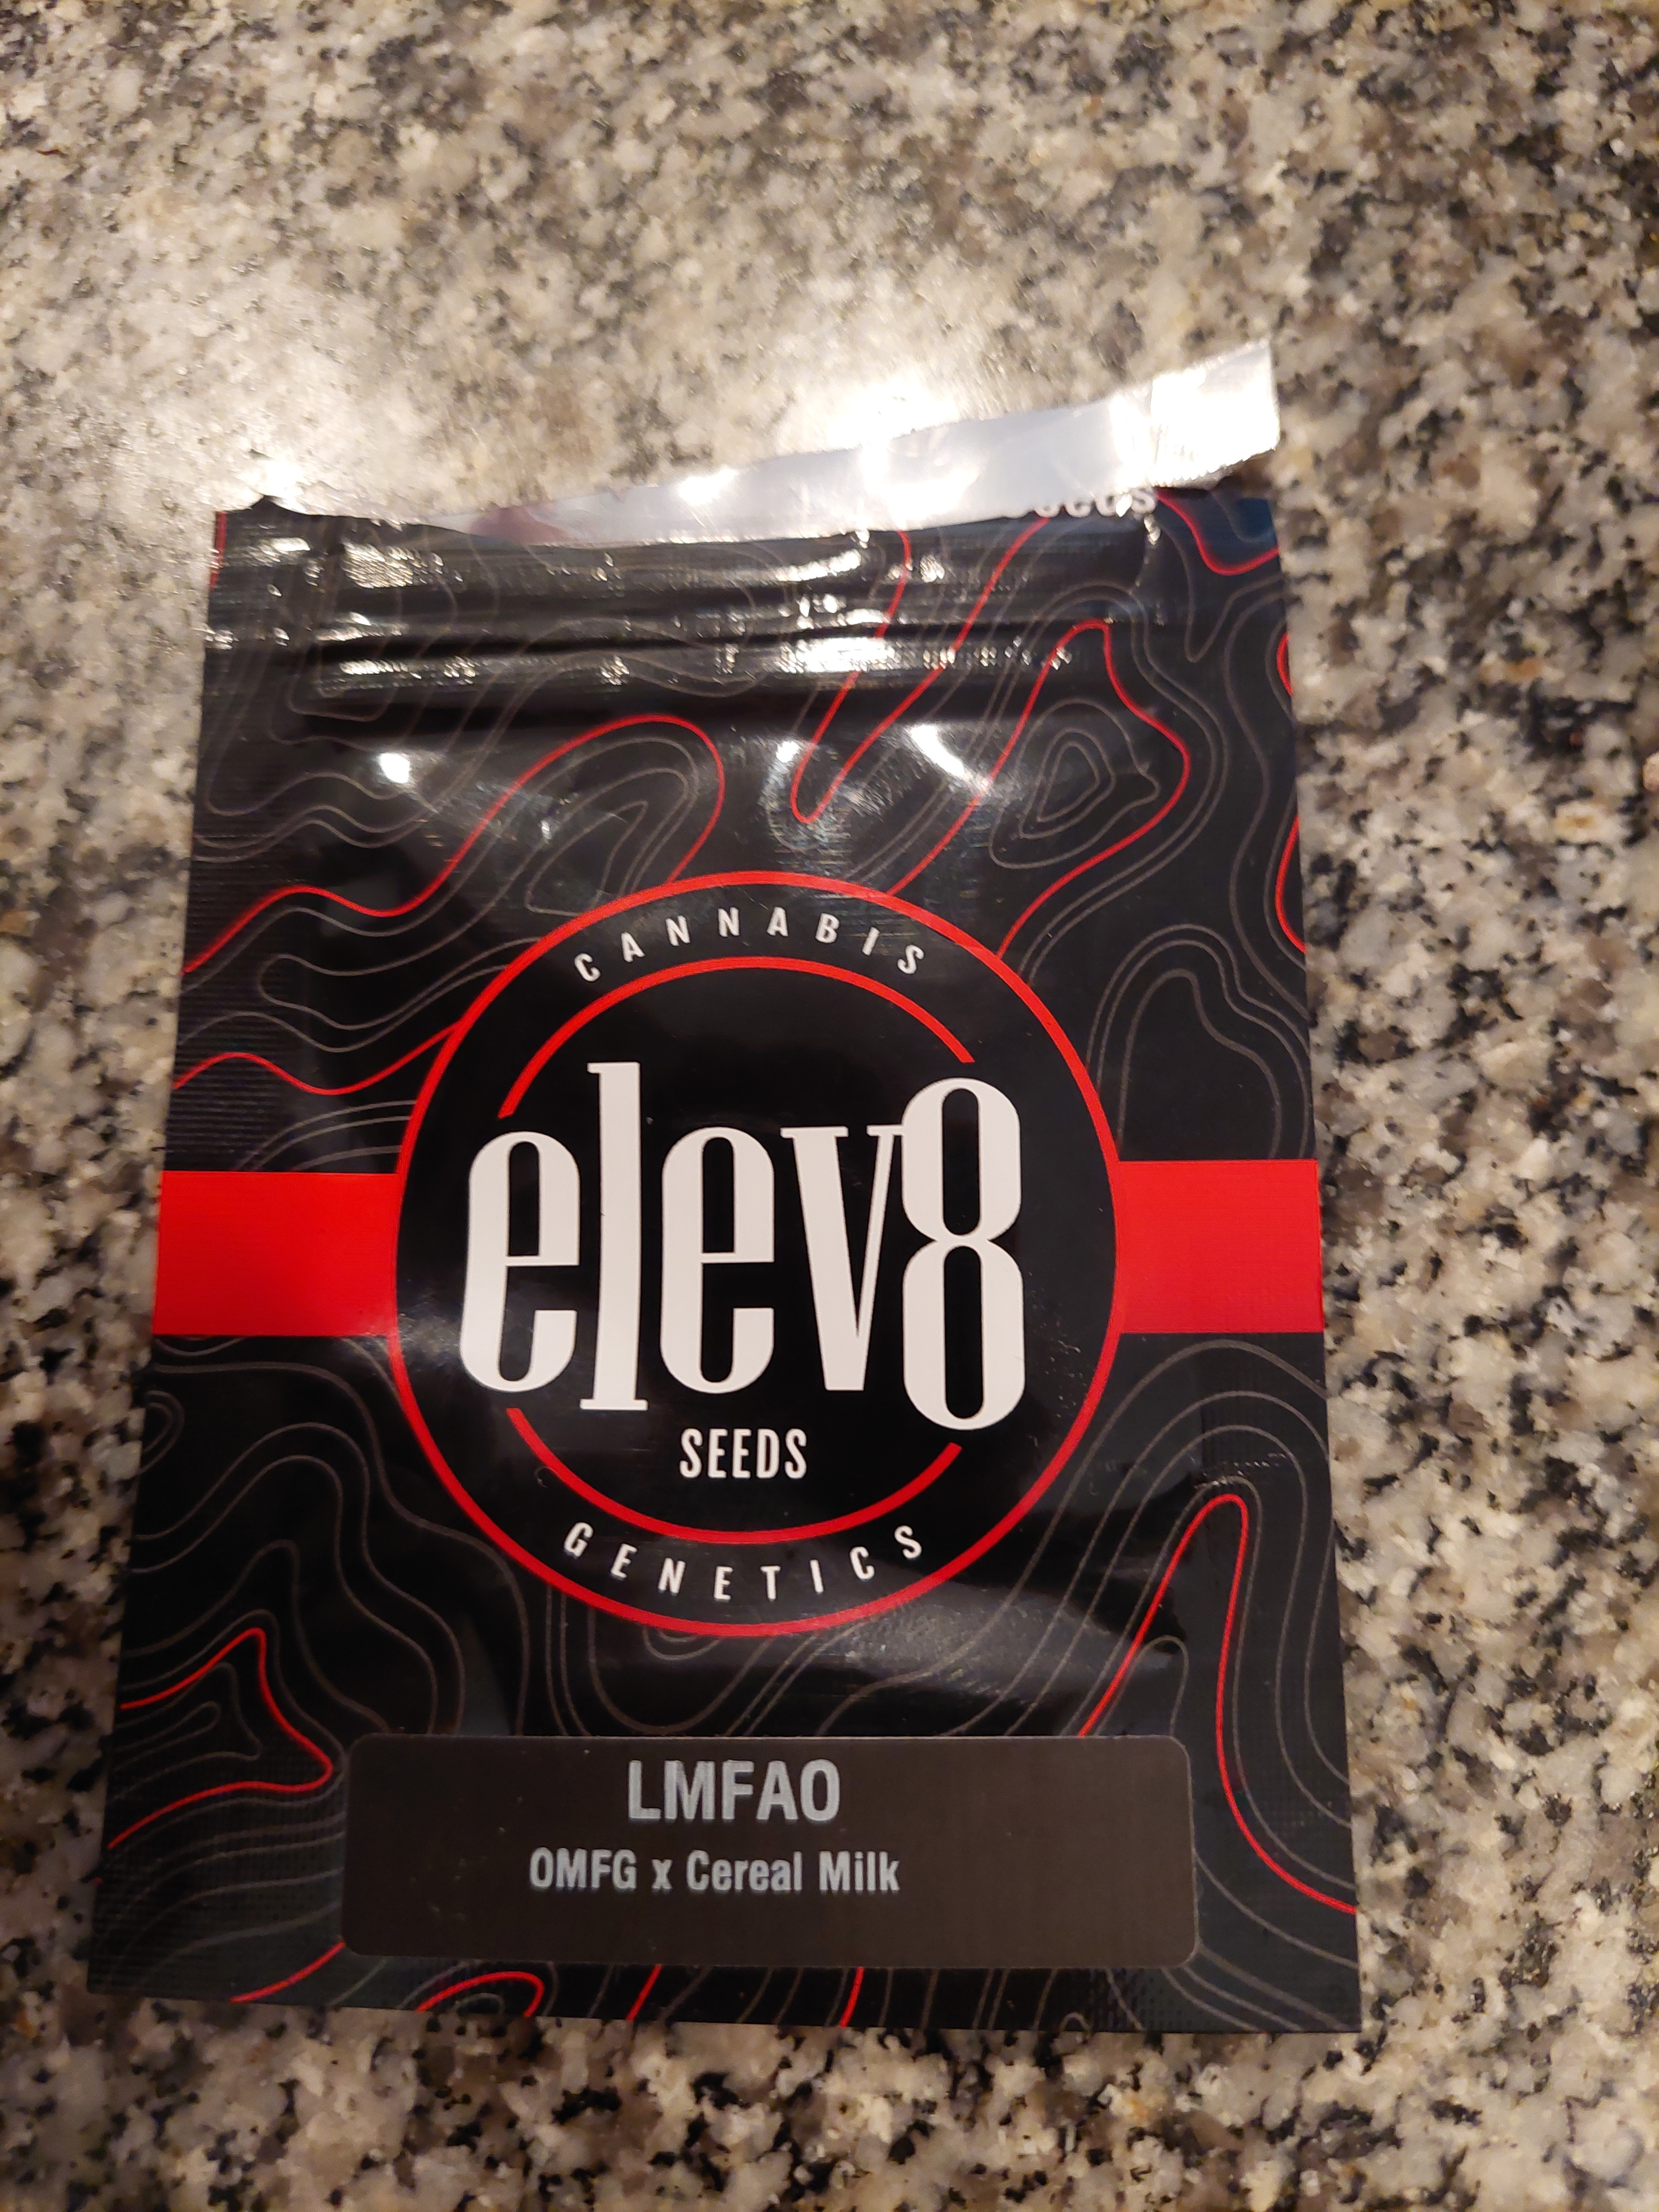 CANNABIS
elev8
SEEDS
GENETICS
LMFAO
OMFG x Cereal Milk